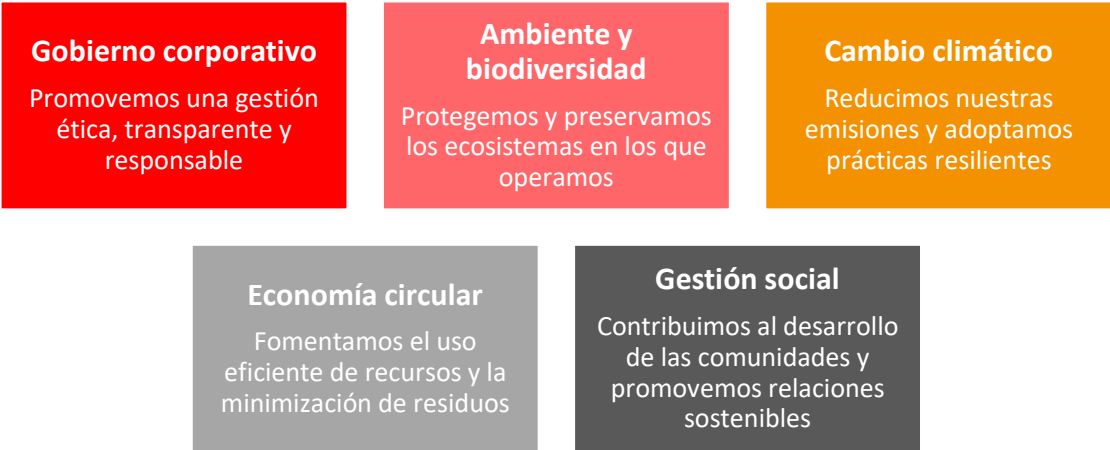 Gobierno corporativo
Promovemos una gestión
ética, transparente y
responsable
Ambiente y
biodiversidad
Protegemos y preservamos
los ecosistemas en los que
operamos
Cambio climático
Reducimos nuestras
emisiones y adoptamos
prácticas resilientes
Economía circular
Fomentamos el uso
eficiente de recursos y la
minimización de residuos
Gestión social
Contribuimos al desarrollo
de las comunidades y
promovemos relaciones
sostenibles